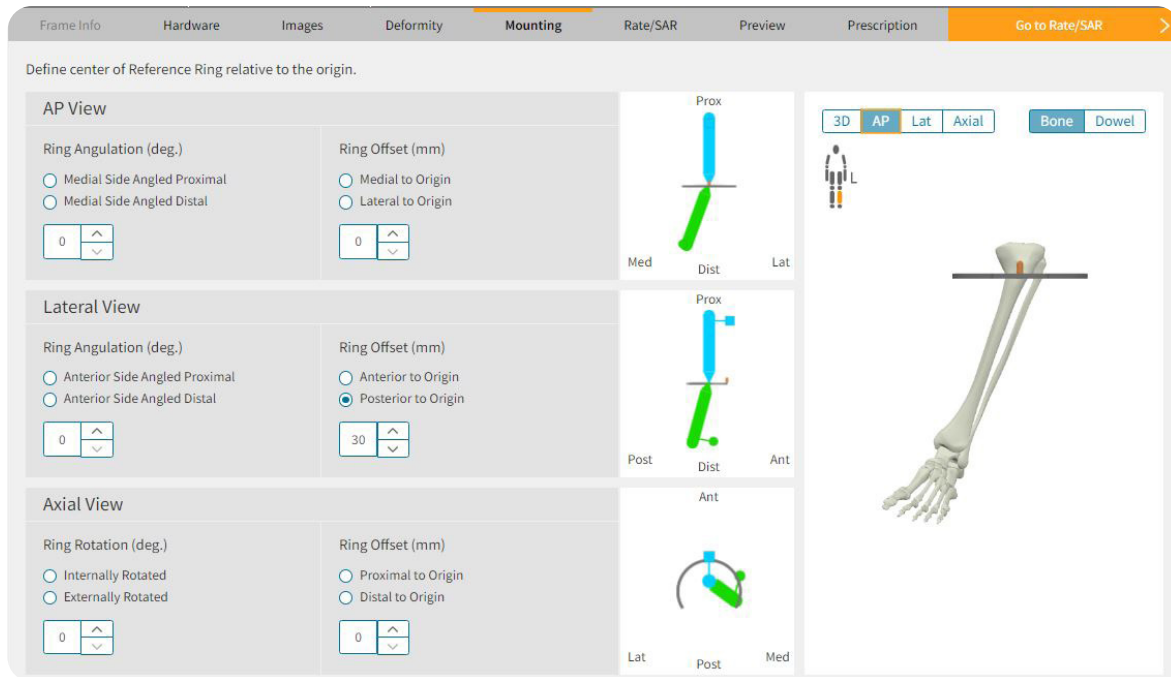 Frame Info Hardware Images Deformity Mounting Rate/SAR Preview Prescription Go to Rate/SAR
Define center of Reference Ring relative to the origin.
AP View
Ring Angulation (deg.)
Medial Side Angled Proximal
Medial Side Angled Distal
0
Ring Offset (mm)
Medial to Origin
Lateral to Origin
0
Prox
Med Dist Lat
Lateral View
Ring Angulation (deg.)
Anterior Side Angled Proximal
Anterior Side Angled Distal
0
Ring Offset (mm)
Anterior to Origin
Posterior to Origin
30
Prox
Post Dist Ant
Axial View
Ring Rotation (deg.)
Internally Rotated
Externally Rotated
0
Ring Offset (mm)
Proximal to Origin
Distal to Origin
0
Ant
Lat Post Med
3D AP Lat Axial Bone Dowel
L